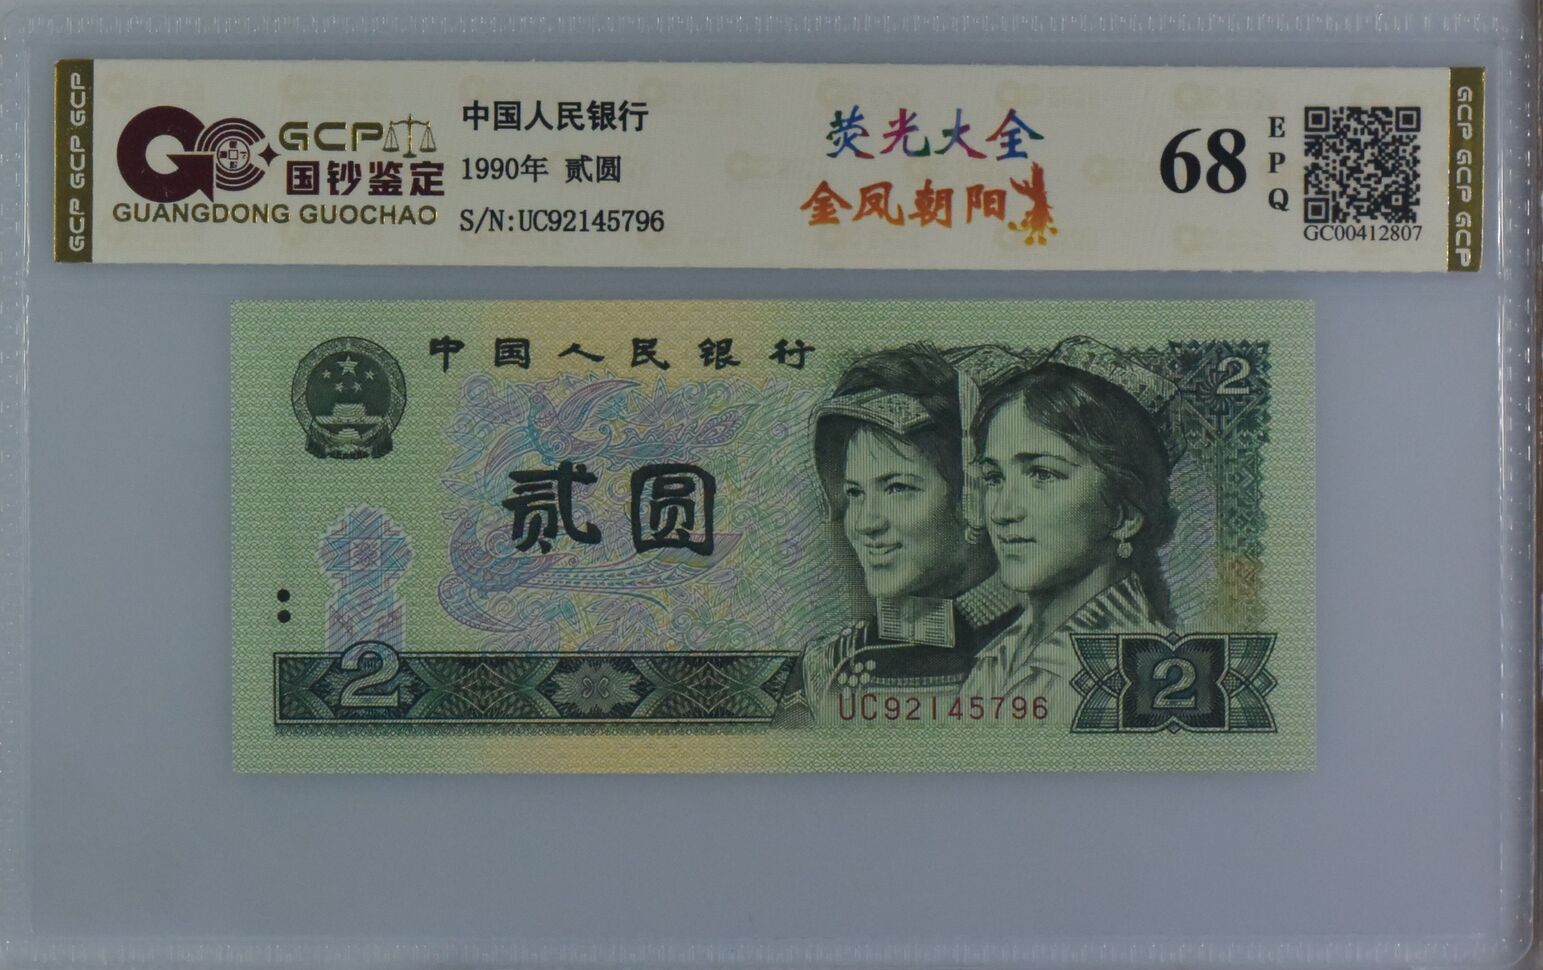 GCP GCP GCP
GCP
国钞鉴定
GUANGDONG GUOCHAO
中国人民银行
1990年 贰圆
S/N:UC92145796
荧光大全
金凤朝阳
68
EPQ
GC00412807
GCP GCP GCP
中国人民银行
2
贰圆
2
UC92145796
2